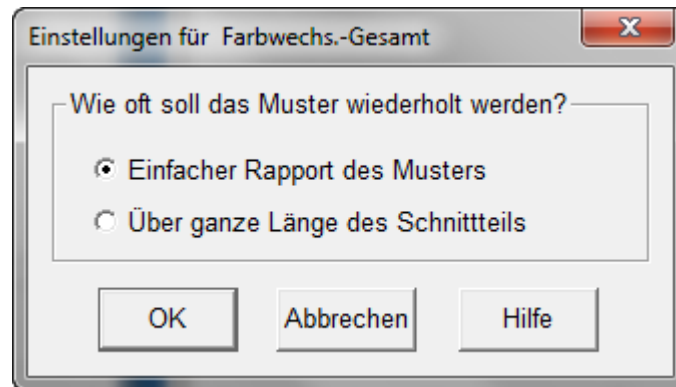 Einstellungen für Farbwechs.-Gesamt
Wie oft soll das Muster wiederholt werden?
Einfacher Rapport des Musters
Über ganze Länge des Schnittteils
OK Abbrechen Hilfe